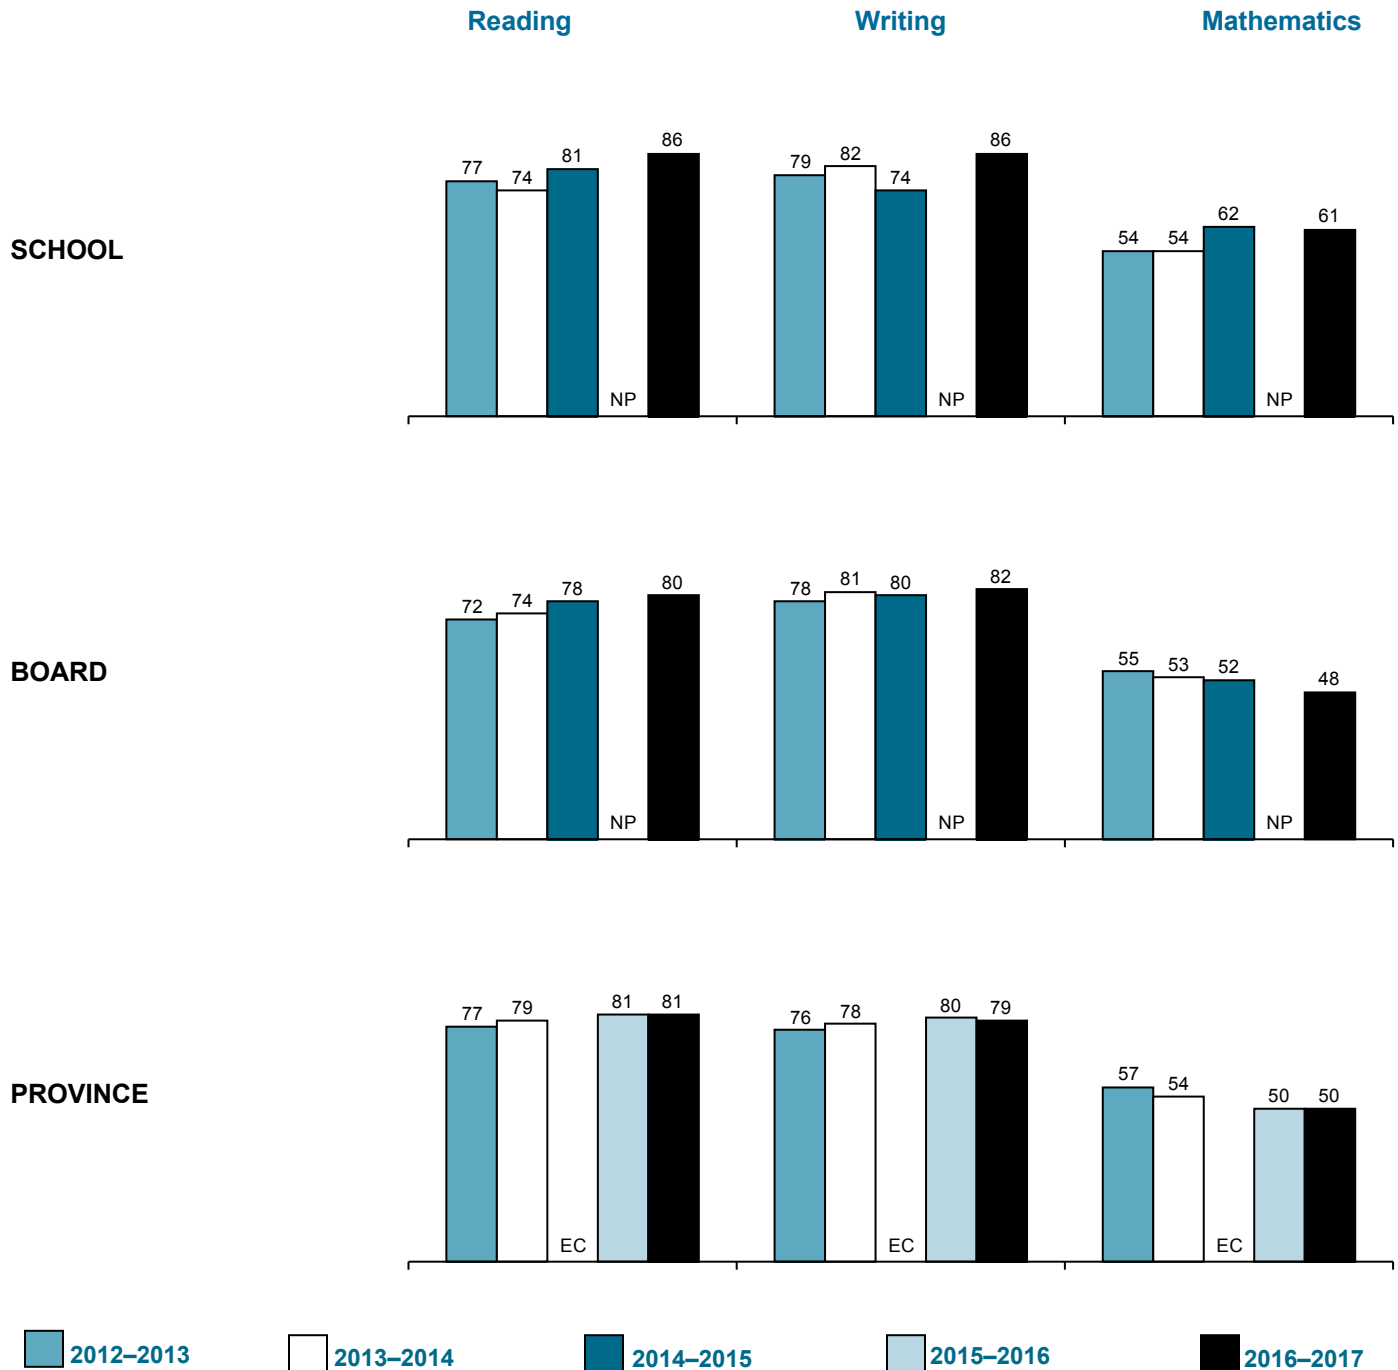 Reading Writing Mathematics
SCHOOL
77 74 81 NP 86
79 82 74 NP 86
54 54 62 NP 61
BOARD
72 74 78 NP 80
78 81 80 NP 82
55 53 52 NP 48
PROVINCE
77 79 EC 81 81
76 78 EC 80 79
57 54 EC 50 50
2012–2013 2013–2014 2014–2015 2015–2016 2016–2017